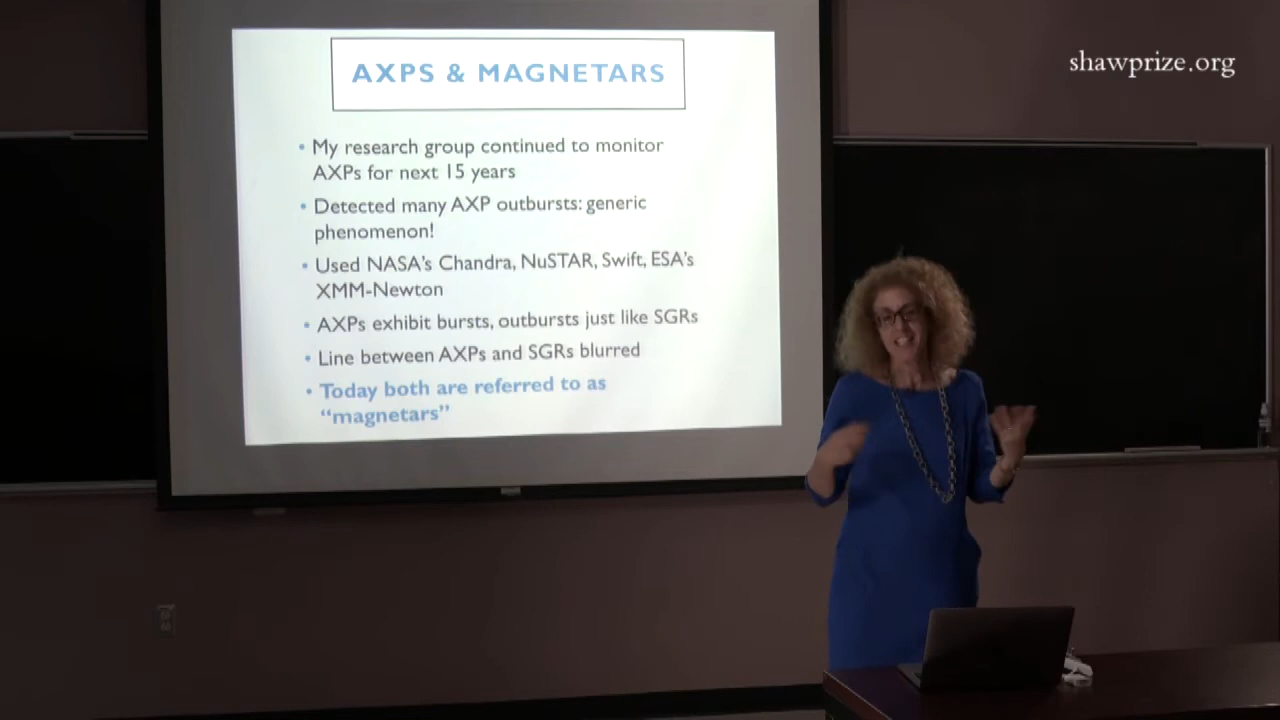 shawprize.org
AXPS & MAGNETARS
• My research group continued to monitor
AXPs for next 15 years
• Detected many AXP outbursts: generic
phenomenon!
• Used NASA's Chandra, NuSTAR, Swift, ESA's
XMM-Newton
• AXPs exhibit bursts, outbursts just like SGRs
• Line between AXPs and SGRs blurred
• Today both are referred to as
“magnetars”